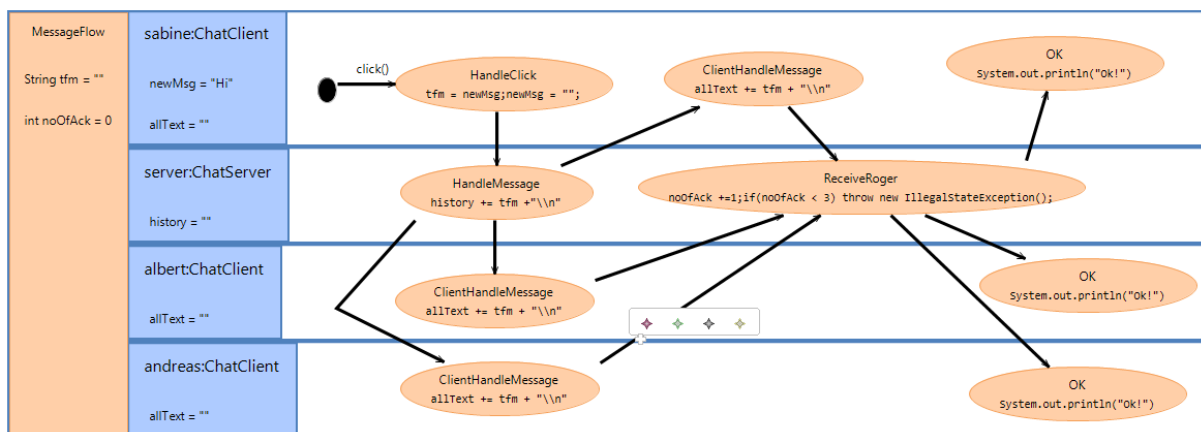 MessageFlow
String tfm = ""
int noOfAck = 0
sabine:ChatClient
newMsg = "Hi"
allText = ""
click()
HandleClick
tfm = newMsg;newMsg = "";
ClientHandleMessage
allText += tfm + "\\n"
OK
System.out.println("Ok!")
server:ChatServer
history = ""
HandleMessage
history += tfm +"\\n"
ReceiveRoger
noOfAck +=1;if(noOfAck < 3) throw new IllegalStateException();
albert:ChatClient
allText = ""
ClientHandleMessage
allText += tfm + "\\n"
OK
System.out.println("Ok!")
andreas:ChatClient
allText = ""
ClientHandleMessage
allText += tfm + "\\n"
OK
System.out.println("Ok!")